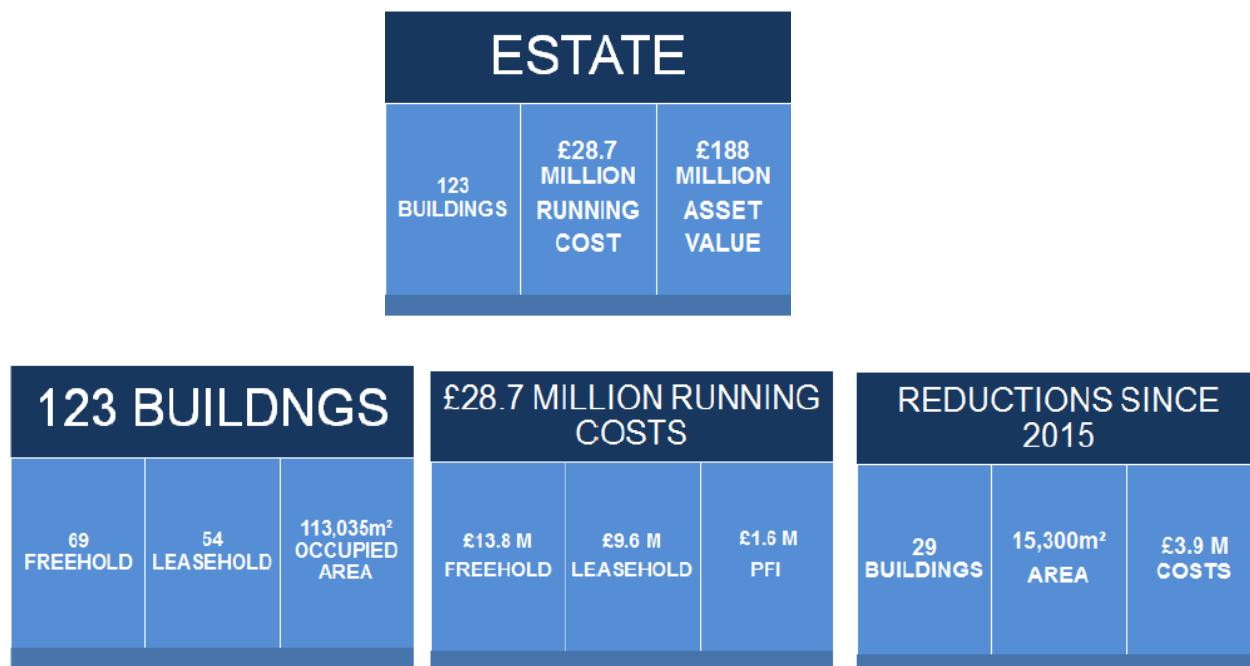 ESTATE
123
BUILDINGS
£28.7
MILLION
RUNNING
COST
£188
MILLION
ASSET
VALUE
123 BUILDNGS
69
FREEHOLD
54
LEASEHOLD
113,035m²
OCCUPIED
AREA
£28.7 MILLION RUNNING
COSTS
£13.8 M
FREEHOLD
£9.6 M
LEASEHOLD
£1.6 M
PFI
REDUCTIONS SINCE
2015
29
BUILDINGS
15,300m²
AREA
£3.9 M
COSTS